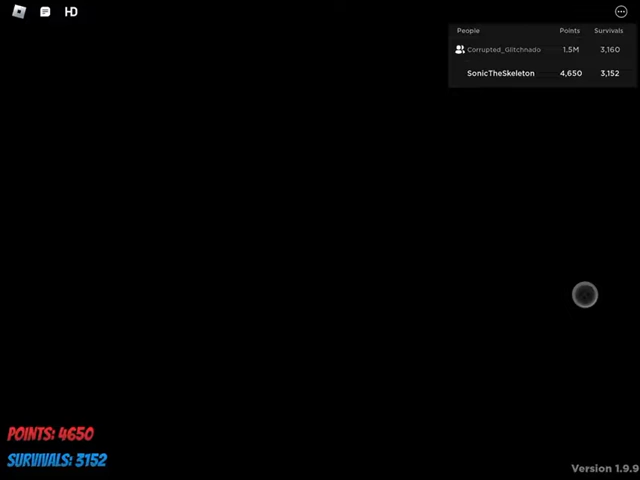 HD
People Points Survivals
Corrupted_Glitchnado 1.5M 3,160
SonicTheSkeleton 4,650 3,152
POINTS: 4650
SURVIVALS: 3152
Version 1.9.9